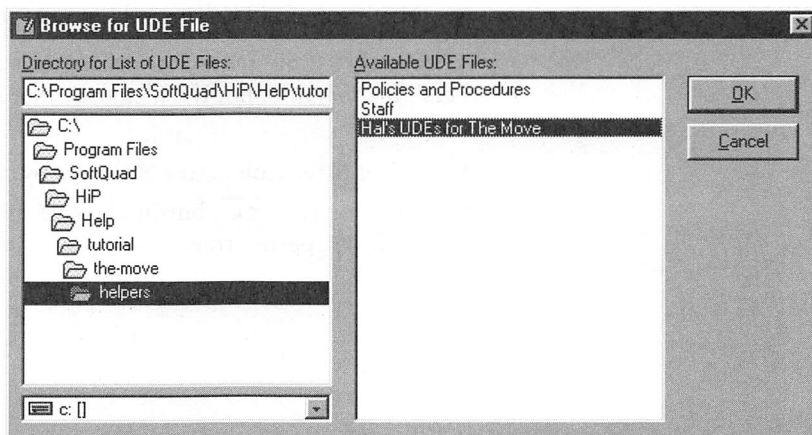 Browse for UDE File
Directory for List of UDE Files:
C:\Program Files\SoftQuad\HiP\Help\tutor
C:\
Program Files
SoftQuad
HiP
Help
tutorial
the-move
helpers
c: []
Available UDE Files:
Policies and Procedures
Staff
Hal's UDEs for The Move
OK
Cancel